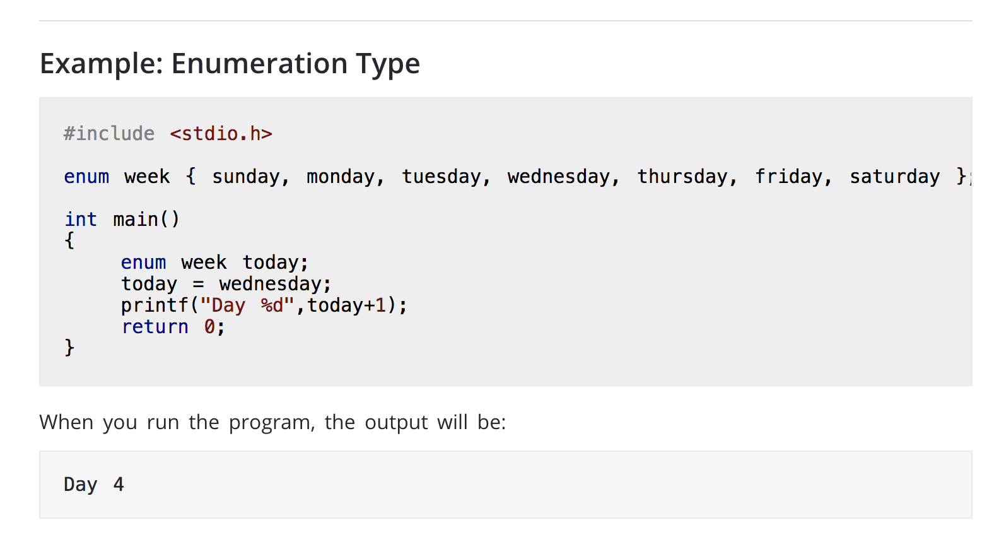 Example: Enumeration Type
#include <stdio.h>
enum week { sunday, monday, tuesday, wednesday, thursday, friday, saturday };
int main()
{
enum week today;
today = wednesday;
printf("Day %d",today+1);
return 0;
}
When you run the program, the output will be:
Day 4